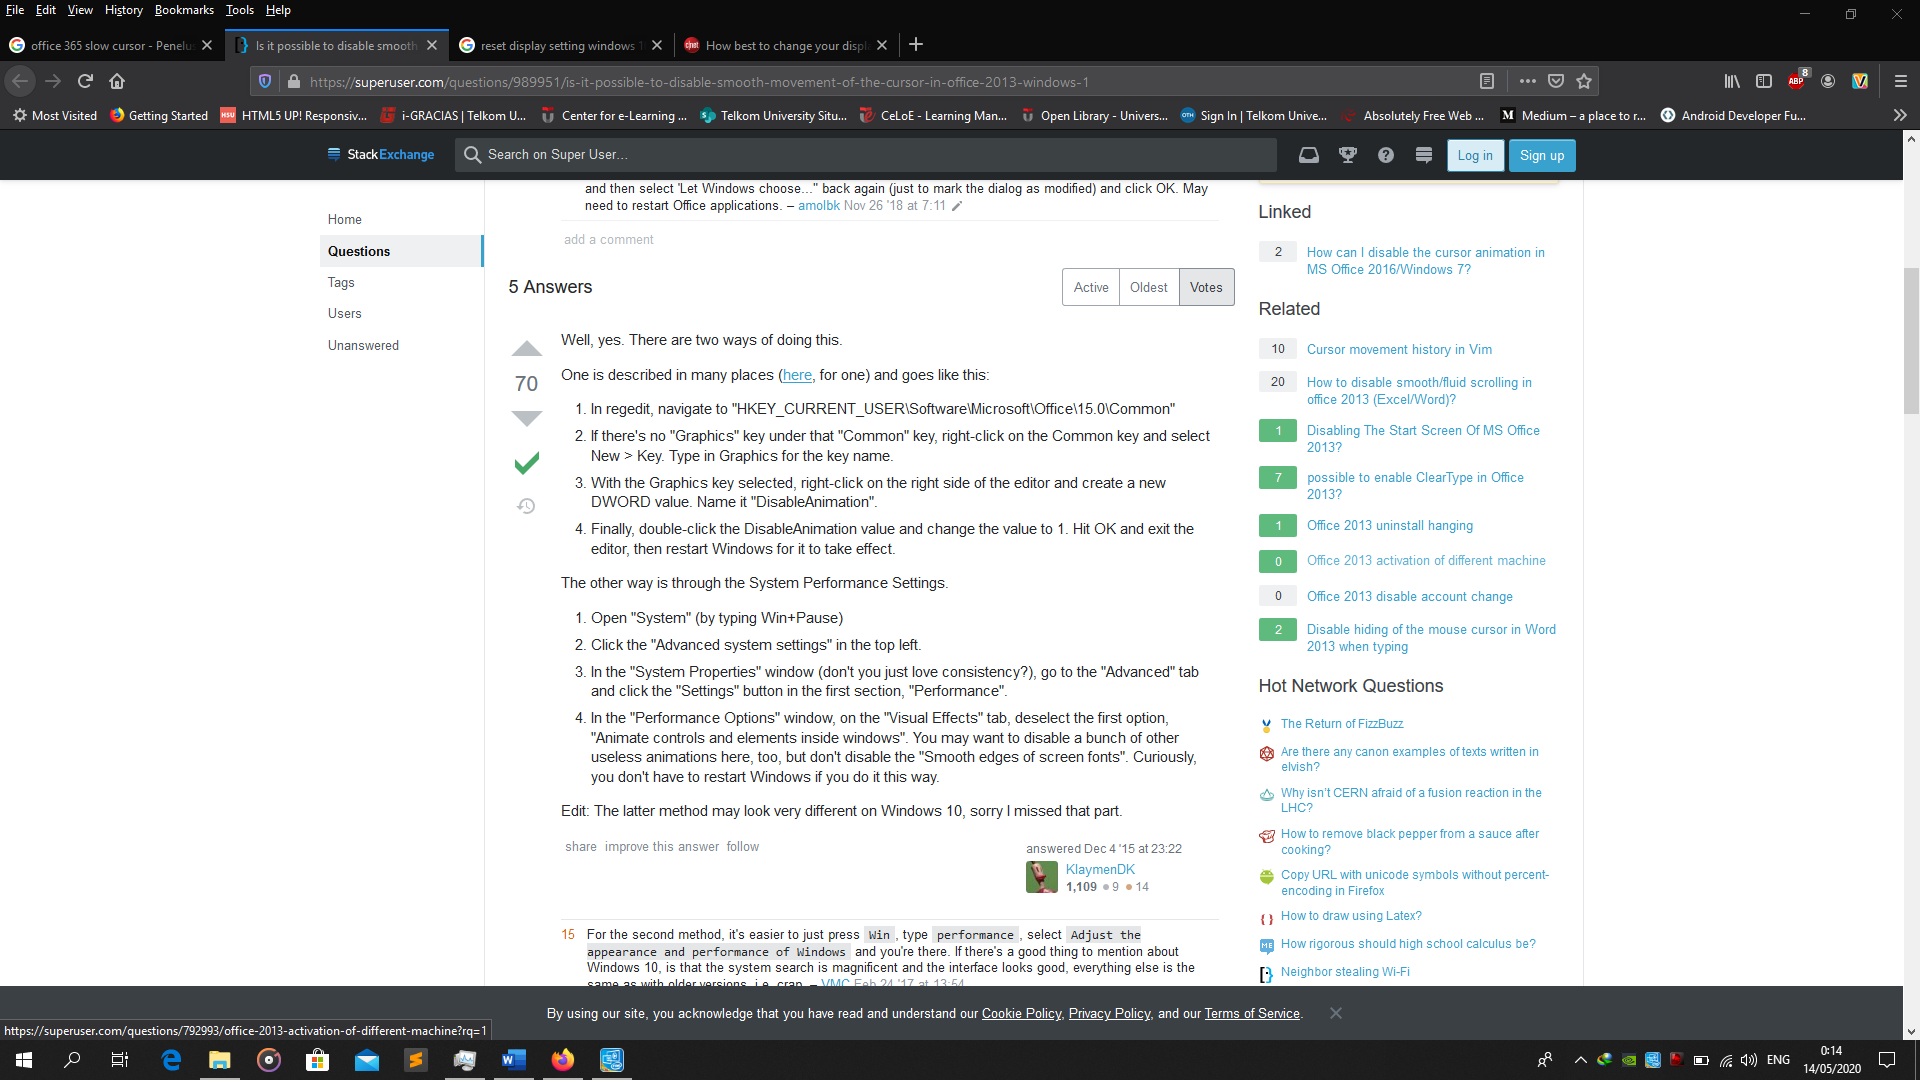 File Edit View History Bookmarks Tools Help
office 365 slow cursor - Penelus
Is it possible to disable smooth
reset display setting windows 1
How best to change your displ
https://superuser.com/questions/989951/is-it-possible-to-disable-smooth-movement-of-the-cursor-in-office-2013-windows-1
ABP 8
Most Visited Getting Started HTML5 UP! Responsiv... i-GRACIAS | Telkom U... Center for e-Learning ... Telkom University Situ... CeLoE - Learning Man... Open Library - Univers... Sign In | Telkom Unive... Absolutely Free Web ... Medium – a place to r... Android Developer Fu...
StackExchange
Search on Super User...
Log in
Sign up
Home
Questions
Tags
Users
Unanswered
and then select 'Let Windows choose..." back again (just to mark the dialog as modified) and click OK. May
need to restart Office applications. – amolbk Nov 26 '18 at 7:11
add a comment
5 Answers
Active Oldest Votes
70
Well, yes. There are two ways of doing this.
One is described in many places (here, for one) and goes like this:
1. In regedit, navigate to "HKEY_CURRENT_USER\Software\Microsoft\Office\15.0\Common"
2. If there's no "Graphics" key under that "Common" key, right-click on the Common key and select
New > Key. Type in Graphics for the key name.
3. With the Graphics key selected, right-click on the right side of the editor and create a new
DWORD value. Name it "DisableAnimation".
4. Finally, double-click the DisableAnimation value and change the value to 1. Hit OK and exit the
editor, then restart Windows for it to take effect.
The other way is through the System Performance Settings.
1. Open "System" (by typing Win+Pause)
2. Click the "Advanced system settings" in the top left.
3. In the "System Properties" window (don't you just love consistency?), go to the "Advanced" tab
and click the "Settings" button in the first section, "Performance".
4. In the "Performance Options" window, on the "Visual Effects" tab, deselect the first option,
"Animate controls and elements inside windows". You may want to disable a bunch of other
useless animations here, too, but don't disable the "Smooth edges of screen fonts". Curiously,
you don't have to restart Windows if you do it this way.
Edit: The latter method may look very different on Windows 10, sorry I missed that part.
share improve this answer follow
answered Dec 4 '15 at 23:22
KlaymenDK
1,109 9 14
15 For the second method, it's easier to just press Win, type performance, select Adjust the
appearance and performance of Windows and you're there. If there's a good thing to mention about
Windows 10, is that the system search is magnificent and the interface looks good, everything else is the
same as with older versions, i.e. crap. – VMC Feb 24 '17 at 13:54
Linked
2 How can I disable the cursor animation in
MS Office 2016/Windows 7?
Related
10 Cursor movement history in Vim
20 How to disable smooth/fluid scrolling in
office 2013 (Excel/Word)?
1 Disabling The Start Screen Of MS Office
2013?
7 possible to enable ClearType in Office
2013?
1 Office 2013 uninstall hanging
0 Office 2013 activation of different machine
0 Office 2013 disable account change
2 Disable hiding of the mouse cursor in Word
2013 when typing
Hot Network Questions
The Return of FizzBuzz
Are there any canon examples of texts written in
elvish?
Why isn't CERN afraid of a fusion reaction in the
LHC?
How to remove black pepper from a sauce after
cooking?
Copy URL with unicode symbols without percent-
encoding in Firefox
How to draw using Latex?
How rigorous should high school calculus be?
Neighbor stealing Wi-Fi
By using our site, you acknowledge that you have read and understand our Cookie Policy, Privacy Policy, and our Terms of Service.
https://superuser.com/questions/792993/office-2013-activation-of-different-machine?rq=1
ENG
0:14
14/05/2020